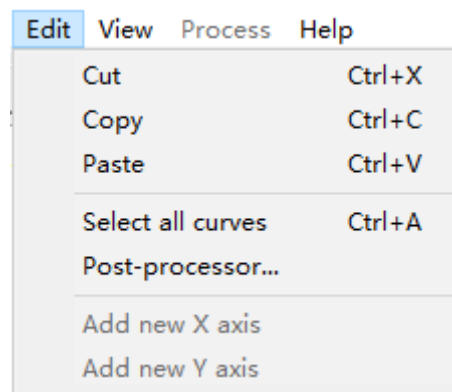 Edit View Process Help
Cut Ctrl+X
Copy Ctrl+C
Paste Ctrl+V
Select all curves Ctrl+A
Post-processor...
Add new X axis
Add new Y axis